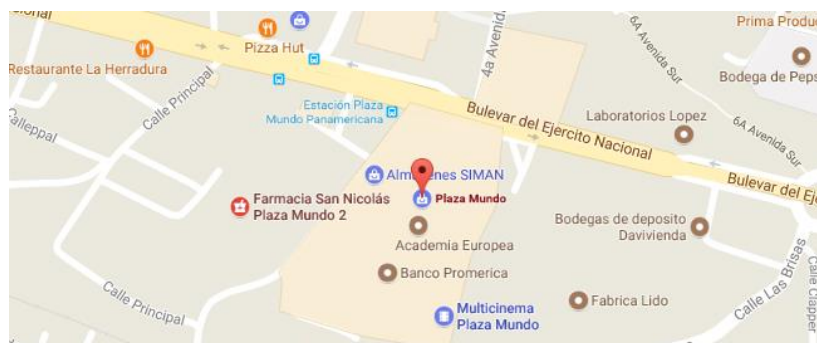 cional
Pizza Hut
Restaurante La Herradura
Calle Principal
Calleppal
Estación Plaza
Mundo Panamericana
4a Avenida
6A Avenida Sur
Prima Produc
Bodega de Peps
Bulevar del Ejercito Nacional
Laboratorios Lopez
6A Avenida Sur
Bulevar del Eje
Almacenes SIMAN
Plaza Mundo
Farmacia San Nicolás
Plaza Mundo 2
Academia Europea
Banco Promerica
Bodegas de deposito
Davivienda
Calle Principal
Multicinema
Plaza Mundo
Fabrica Lido
Calle Las Brisas
Calle Clapper